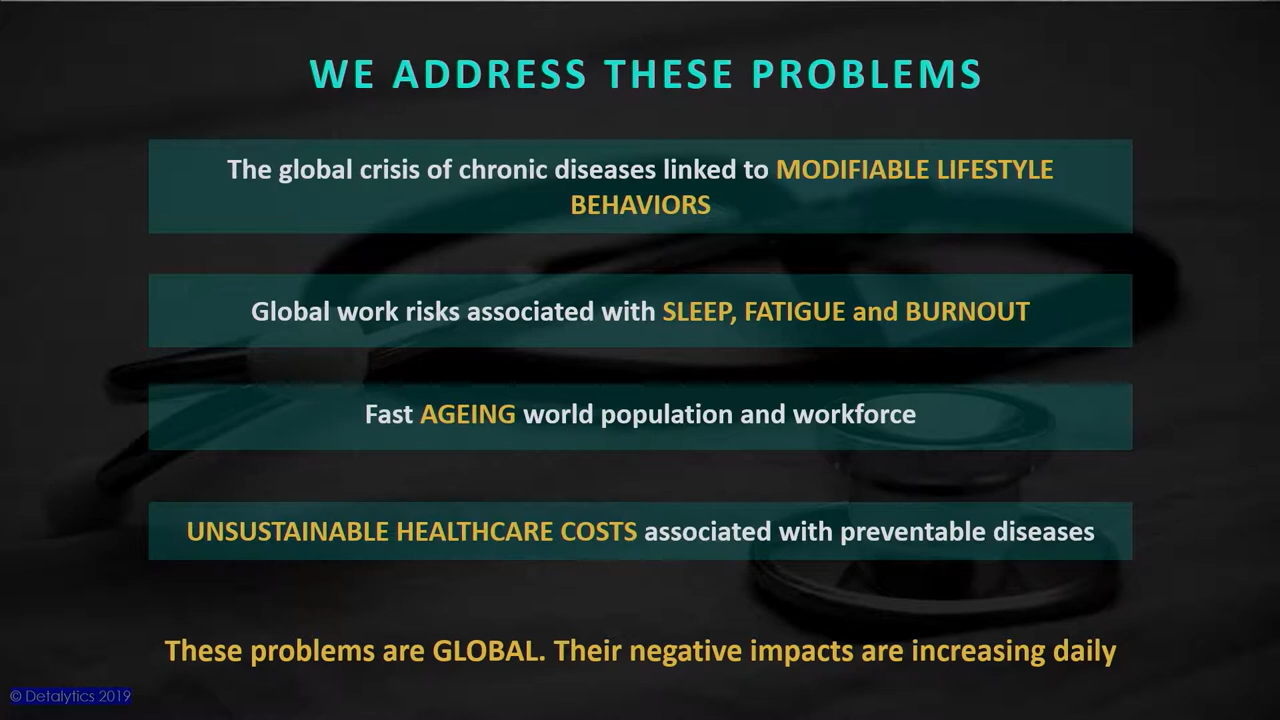 WE ADDRESS THESE PROBLEMS
The global crisis of chronic diseases linked to MODIFIABLE LIFESTYLE
BEHAVIORS
Global work risks associated with SLEEP, FATIGUE and BURNOUT
Fast AGEING world population and workforce
UNSUSTAINABLE HEALTHCARE COSTS associated with preventable diseases
These problems are GLOBAL. Their negative impacts are increasing daily
© Detalytics 2019